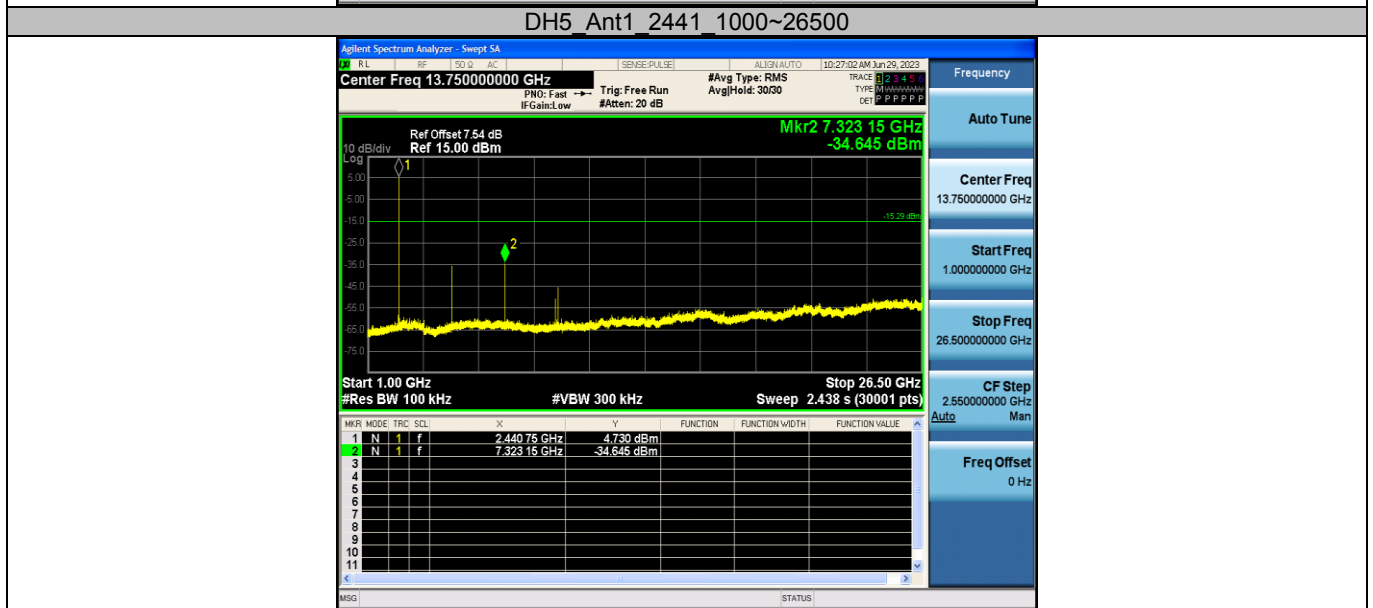 DH5_Ant1_2441_1000~26500
Agilent Spectrum Analyzer - Swept SA
RL RF 50 Ω AC SENSE:PULSE ALIGN AUTO 10:27:02 AM Jun 29, 2023
Center Freq 13.750000000 GHz
PNO: Fast
IFGain:Low
Trig: Free Run
#Atten: 20 dB
#Avg Type: RMS
Avg|Hold: 30/30
TRACE 1 2 3 4 5 6
TYPE M
DET P P P P P P
Frequency
Mkr2 7.323 15 GHz
-34.645 dBm
Ref Offset 7.54 dB
Ref 15.00 dBm
10 dB/div
Log
5.00
-5.00
-15.0
-25.0
-35.0
-45.0
-55.0
-65.0
-75.0
1
2
-15.29 dBm
Start 1.00 GHz
Stop 26.50 GHz
#Res BW 100 kHz #VBW 300 kHz Sweep 2.438 s (30001 pts)
MKR MODE TRC SCL X Y FUNCTION FUNCTION WIDTH FUNCTION VALUE
1 N 1 f 2.440 75 GHz 4.730 dBm
2 N 1 f 7.323 15 GHz -34.645 dBm
3
4
5
6
7
8
9
10
11
Auto Tune
Center Freq
13.750000000 GHz
Start Freq
1.000000000 GHz
Stop Freq
26.500000000 GHz
CF Step
2.550000000 GHz
Auto Man
Freq Offset
0 Hz
MSG STATUS